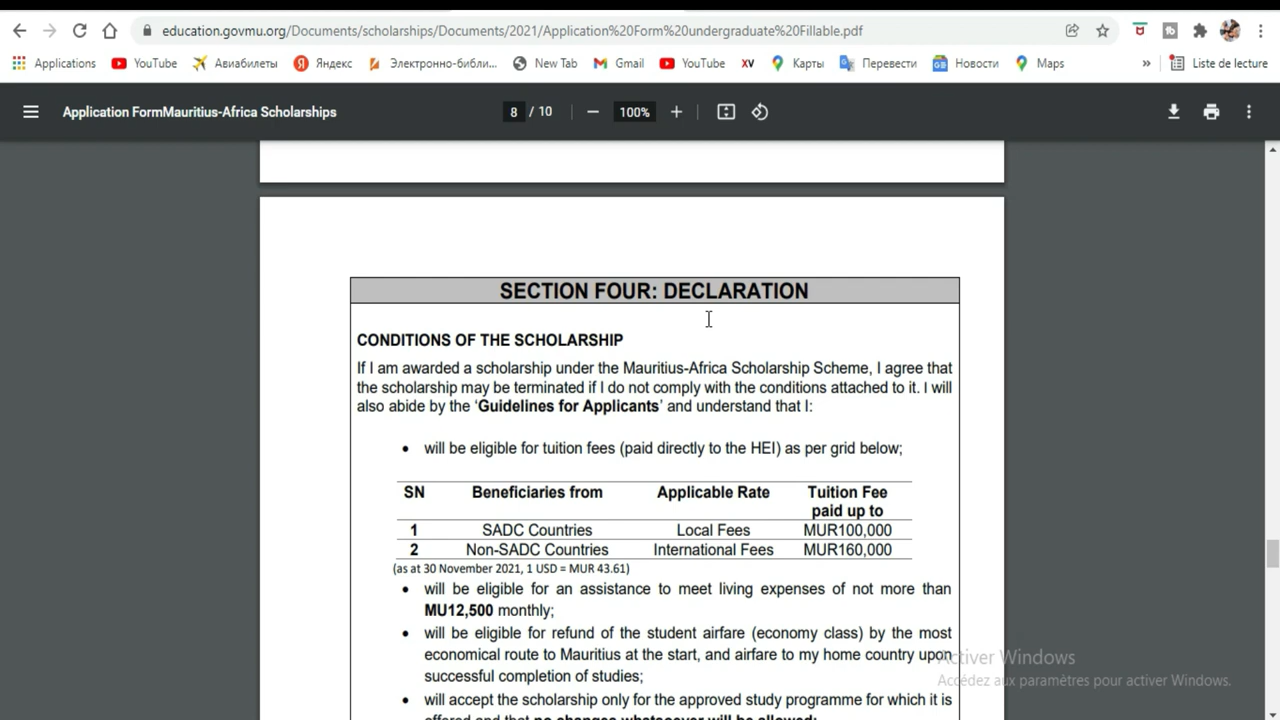 education.govmu.org/Documents/scholarships/Documents/2021/Application%20Form%20undergraduate%20Fillable.pdf
Applications YouTube Авиабилеты Яндекс Электронно-библи... New Tab Gmail YouTube XV Карты Перевести Новости Maps » Liste de lecture
Application FormMauritius-Africa Scholarships 8 / 10 100%
SECTION FOUR: DECLARATION
CONDITIONS OF THE SCHOLARSHIP
If I am awarded a scholarship under the Mauritius-Africa Scholarship Scheme, I agree that
the scholarship may be terminated if I do not comply with the conditions attached to it. I will
also abide by the ‘Guidelines for Applicants’ and understand that I:
• will be eligible for tuition fees (paid directly to the HEI) as per grid below;
SN Beneficiaries from Applicable Rate Tuition Fee
paid up to
1 SADC Countries Local Fees MUR100,000
2 Non-SADC Countries International Fees MUR160,000
(as at 30 November 2021, 1 USD = MUR 43.61)
• will be eligible for an assistance to meet living expenses of not more than
MU12,500 monthly;
• will be eligible for refund of the student airfare (economy class) by the most
economical route to Mauritius at the start, and airfare to my home country upon
successful completion of studies;
• will accept the scholarship only for the approved study programme for which it is
offered and that no changes whatsoever will be allowed;
Activer Windows
Accédez aux paramètres pour activer Windows.